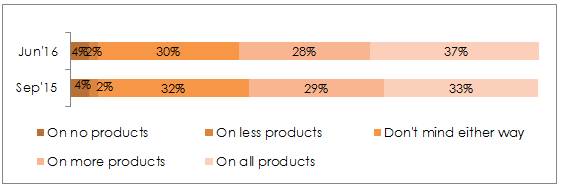 Jun'16 4% 2% 30% 28% 37%
Sep'15 4% 2% 32% 29% 33%
On no products On less products Don't mind either way
On more products On all products